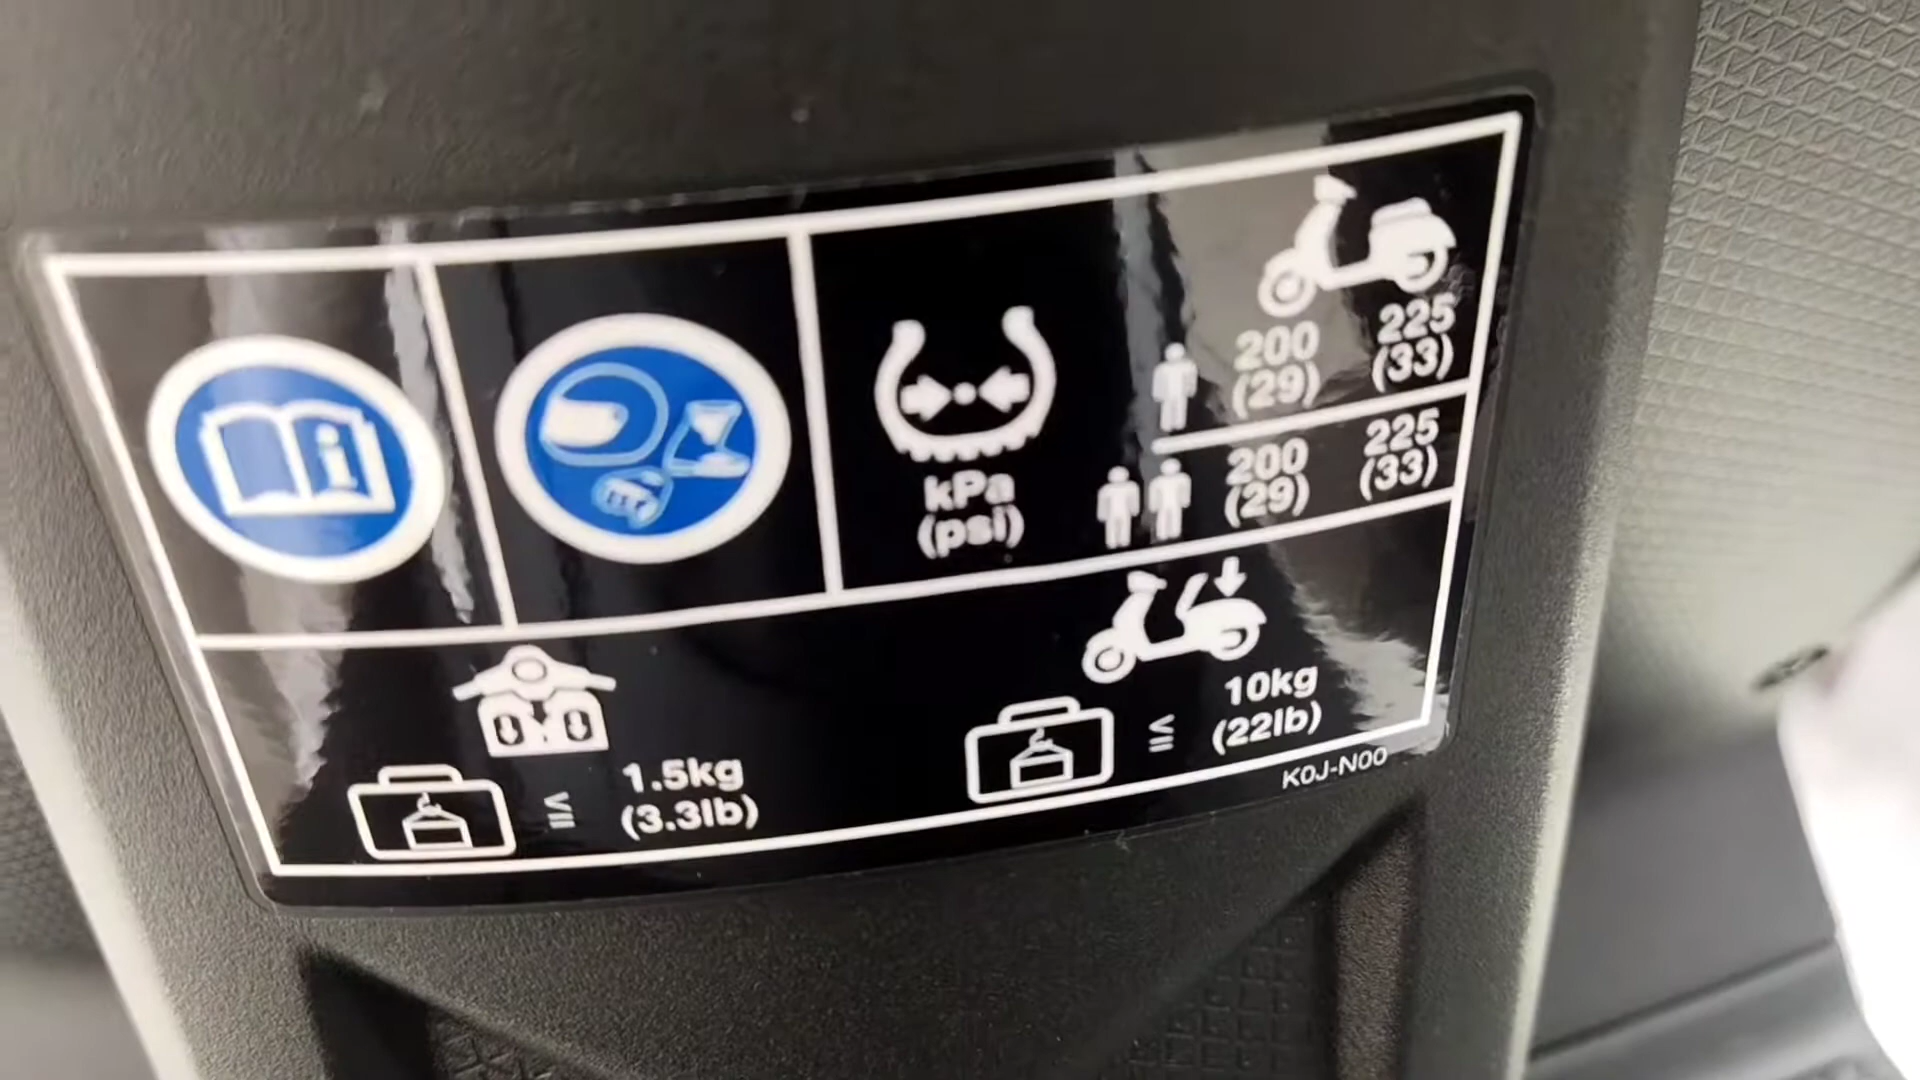 200 225
(29) (33)
kPa
(psi)
200 225
(29) (33)
1.5kg
(3.3lb)
10kg
(22lb)
K0J-N00